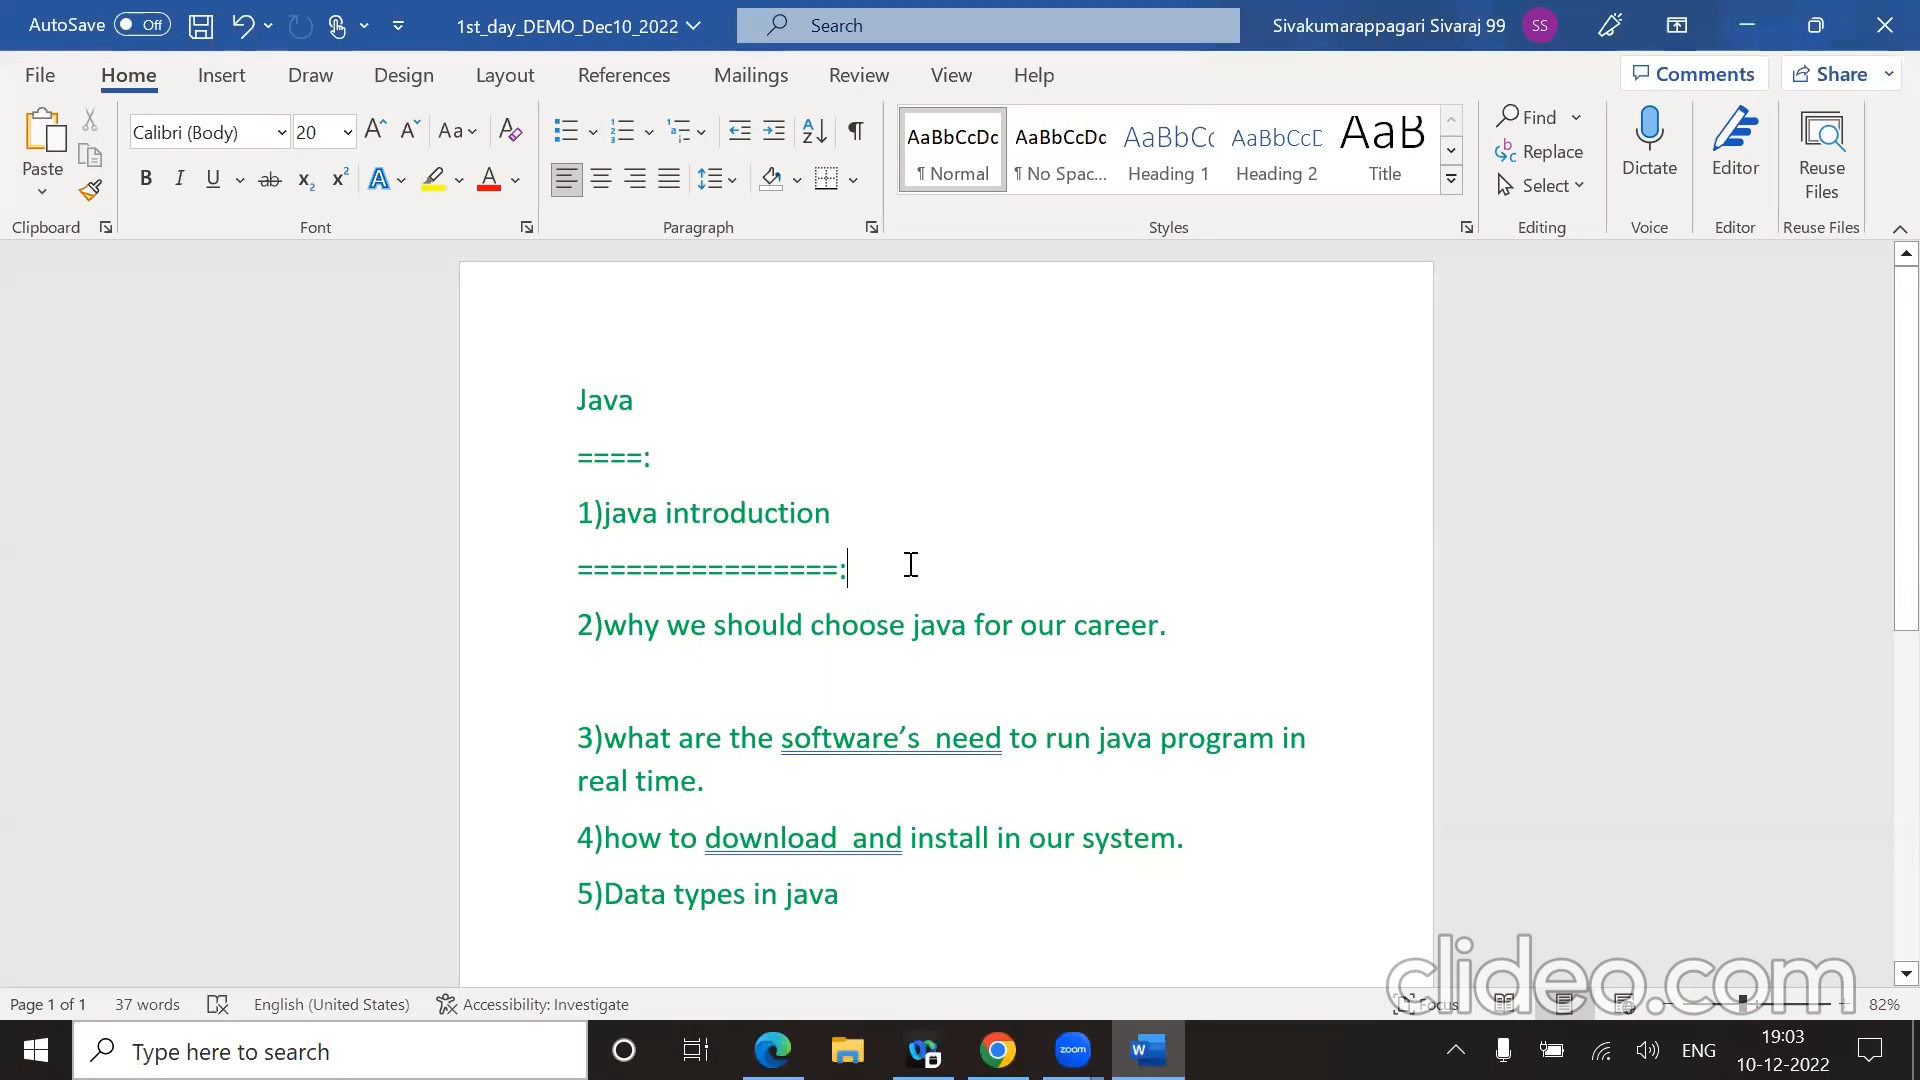 AutoSave Off 1st_day_DEMO_Dec10_2022 Search Sivakumarappagari Sivaraj 99 SS
File Home Insert Draw Design Layout References Mailings Review View Help Comments Share
Paste
Calibri (Body) 20 Aa
AaBbCcDc AaBbCcDc AaBbCc AaBbCcD AaB
¶ Normal ¶ No Spac... Heading 1 Heading 2 Title
Find
Replace
Select
Dictate
Editor
Reuse
Files
B I U ab x₂ x² A A
Clipboard Font Paragraph Styles Editing Voice Editor Reuse Files
Java
====:
1)java introduction
================:
2)why we should choose java for our career.
3)what are the software’s  need to run java program in
real time.
4)how to download  and install in our system.
5)Data types in java
clideo.com
Page 1 of 1 37 words English (United States) Accessibility: Investigate Focus 82%
Type here to search zoom W ENG 19:03
10-12-2022